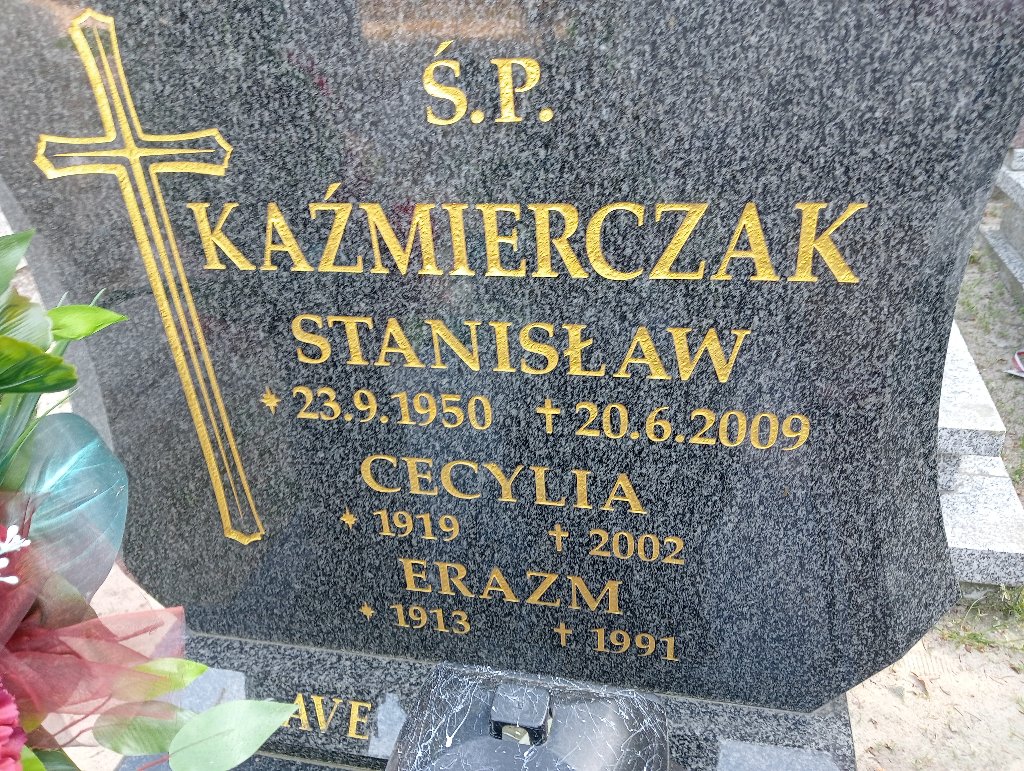 Ś.P.
KAŹMIERCZAK
STANISŁAW
* 23.9.1950 † 20.6.2009
CECYLIA
* 1919 † 2002
ERAZM
* 1913 † 1991
AVE